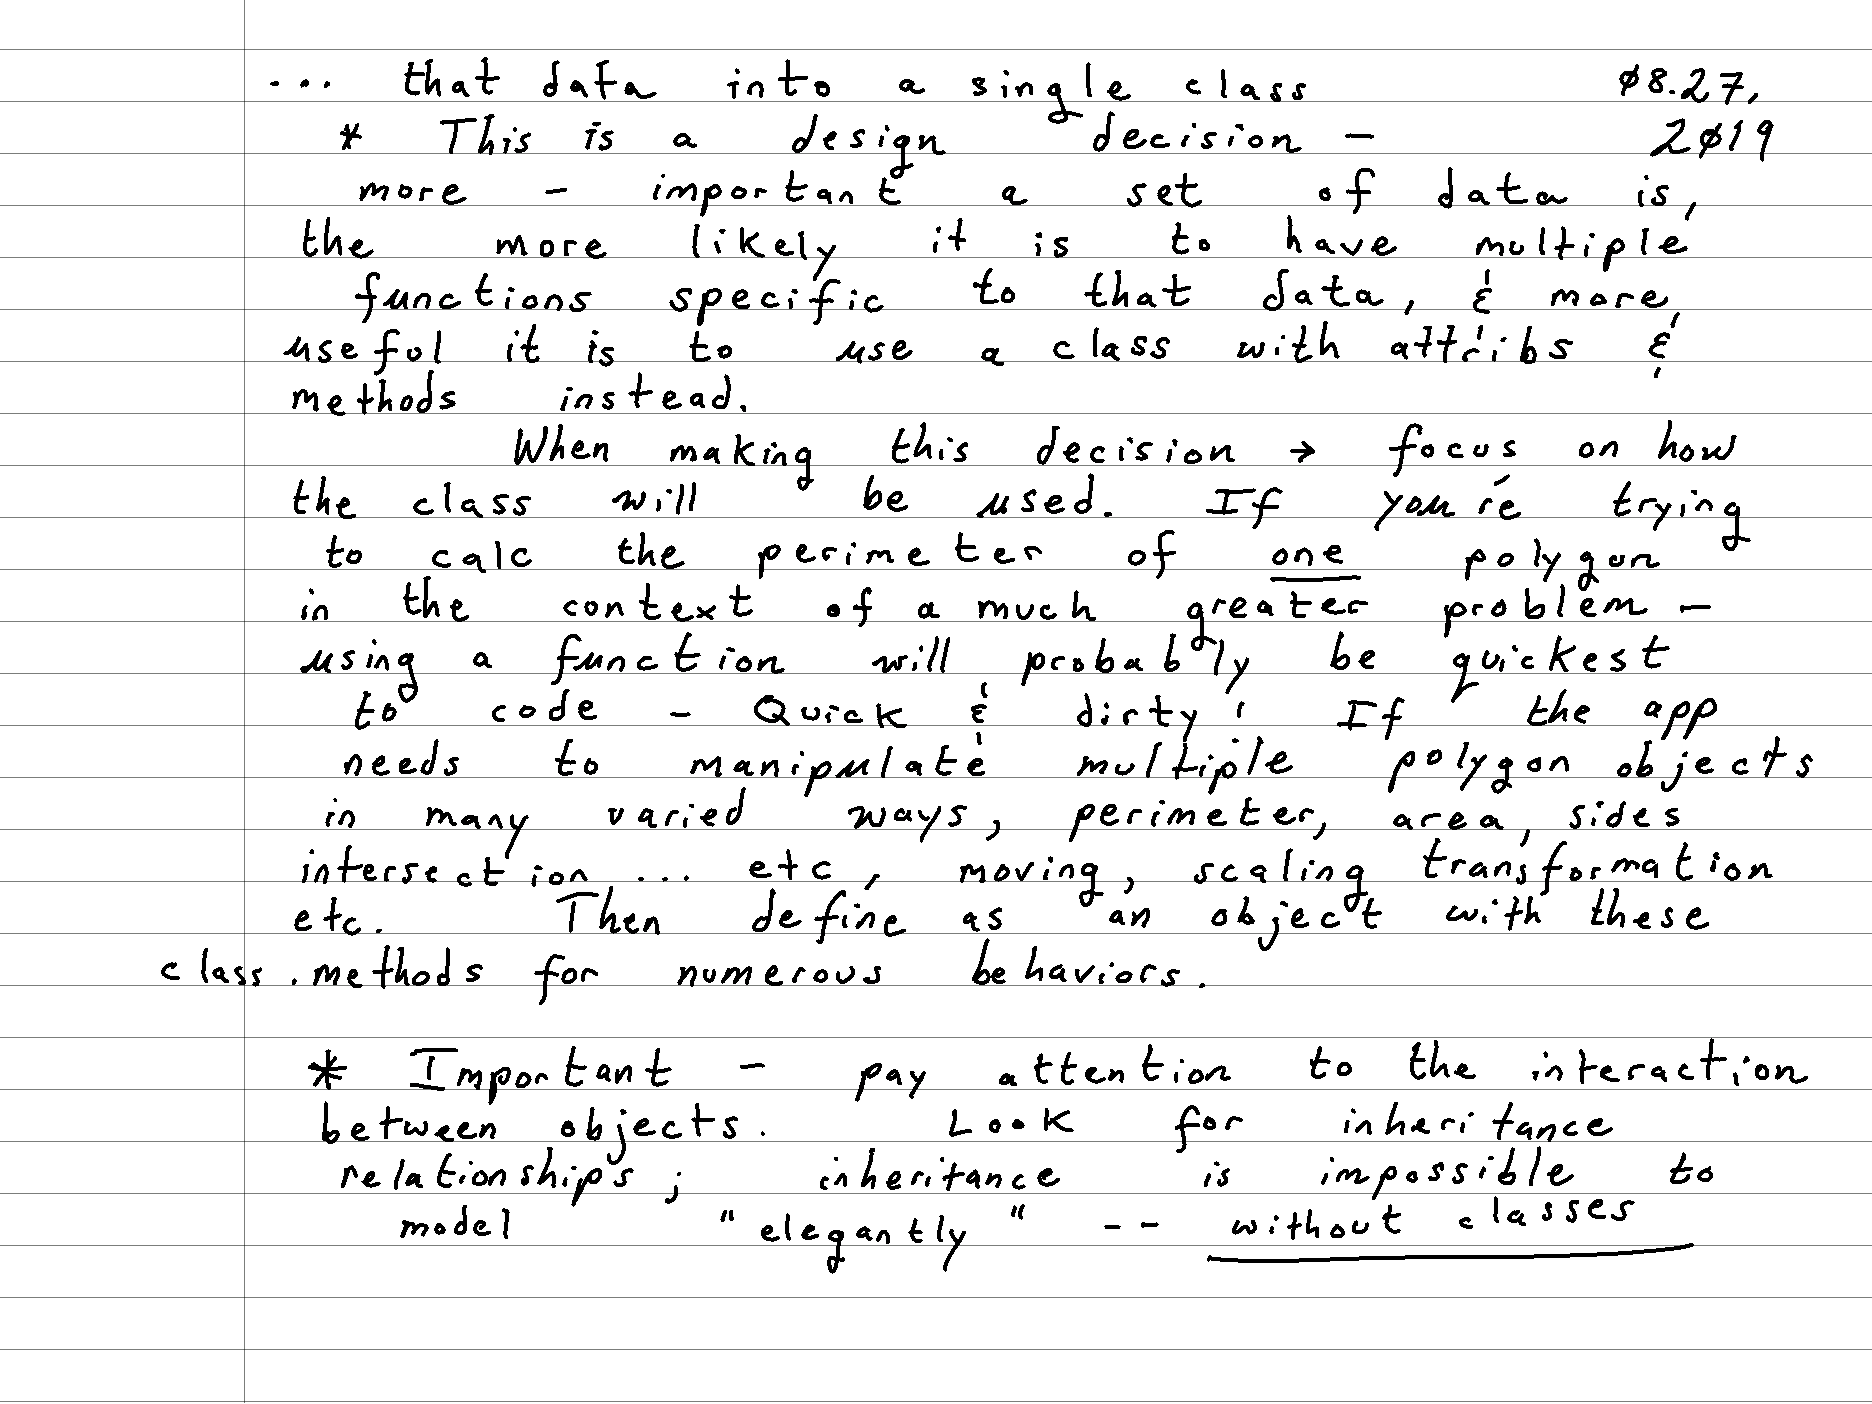 ... that data into a single class ø8.27,
* This is a design decision - 2ø19
more - important a set of data is,
the more likely it is to have multiple
functions specific to that data, & more
useful it is to use a class with attribs &
methods instead.
When making this decision → focus on how
the class will be used. If you're trying
to calc the perimeter of one polygon
in the context of a much greater problem -
using a function will probably be quickest
to code - Quick & dirty! If the app
needs to manipulate multiple polygon objects
in many varied ways, perimeter, area, sides
intersection ... etc, moving, scaling transformation
etc. Then define as an object with these
class.methods for numerous behaviors.
* Important - pay attention to the interaction
between objects. Look for inheritance
relationships; inheritance is impossible to
model "elegantly" -- without classes